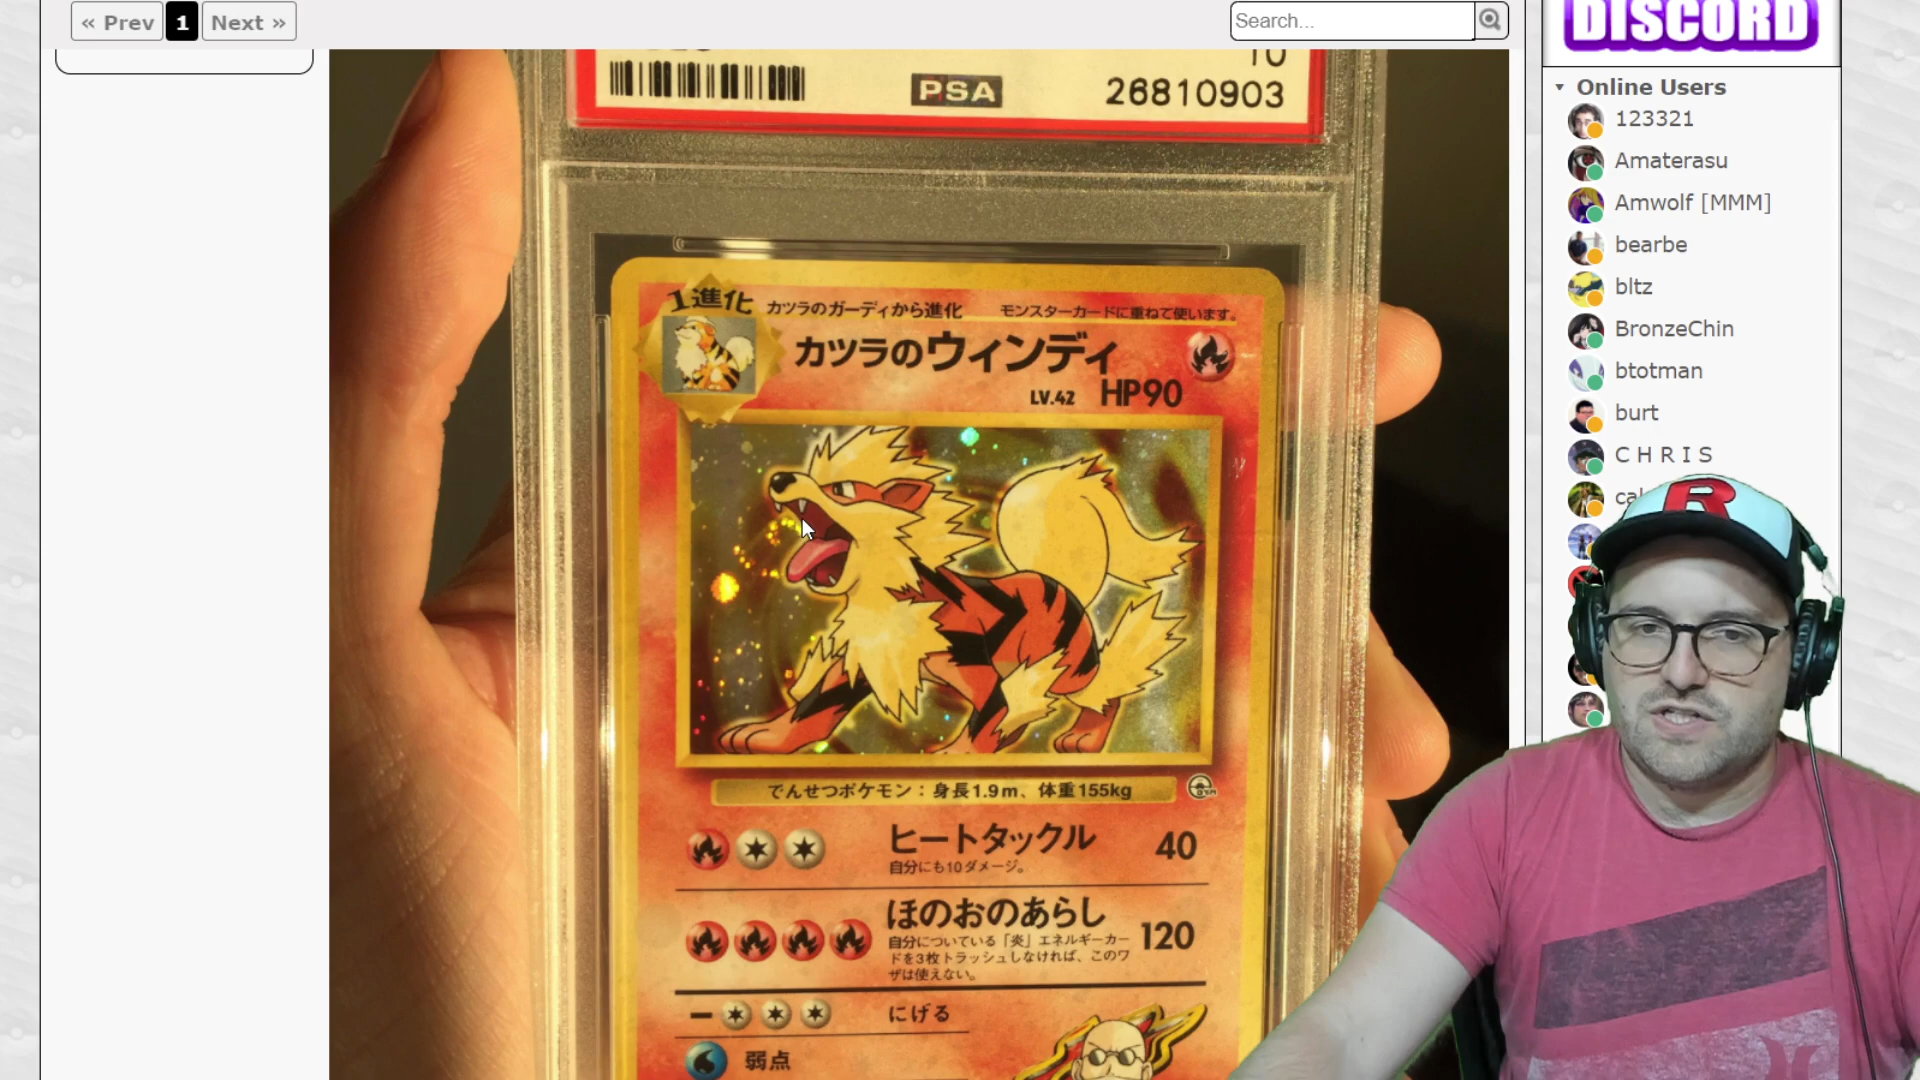 « Prev 1 Next »
Search...
DISCORD
Online Users
123321
Amaterasu
Amwolf [MMM]
bearbe
bltz
BronzeChin
btotman
burt
C H R I S
10
PSA
26810903
1進化
カツラのガーディから進化 モンスターカードに重ねて使います。
カツラのウィンディ
LV.42 HP90
でんせつポケモン：身長1.9m、体重155kg
ヒートタックル 40
自分にも10ダメージ。
ほのおのあらし 120
自分についている「炎」エネルギーカー
ドを3枚トラッシュしなければ、このワ
ザは使えない。
にげる
弱点
R